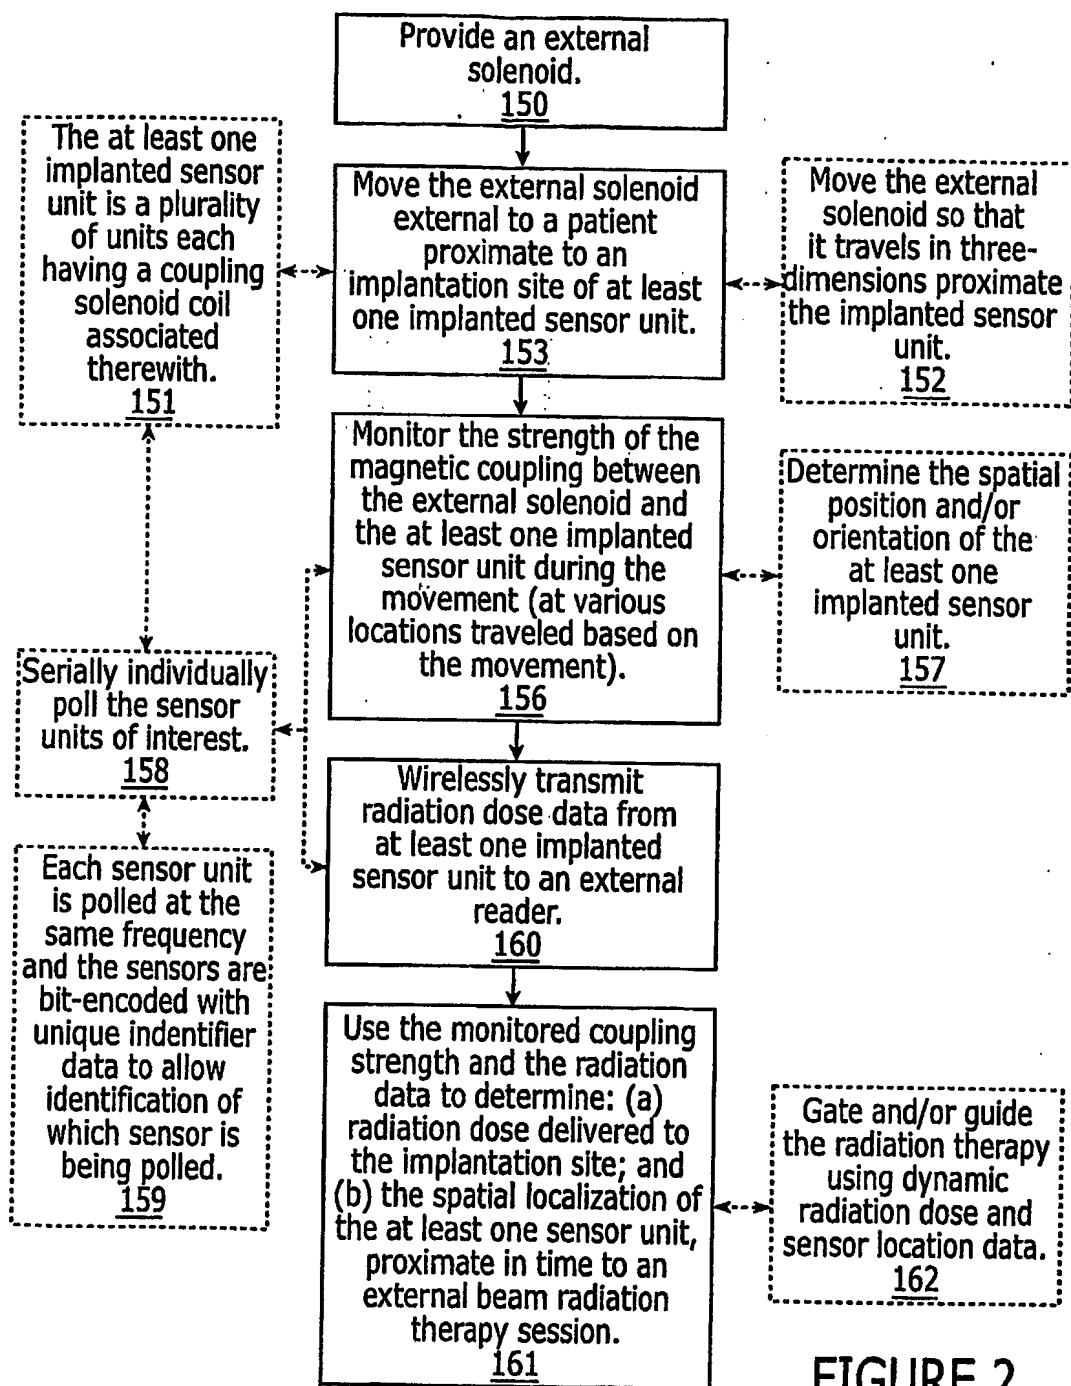 Provide an external
solenoid.
150
The at least one
implanted sensor
unit is a plurality
of units each
having a coupling
solenoid coil
associated
therewith.
151
Move the external solenoid
external to a patient
proximate to an
implantation site of at least
one implanted sensor unit.
153
Move the external
solenoid so that
it travels in three-
dimensions proximate
the implanted sensor
unit.
152
Monitor the strength of the
magnetic coupling between
the external solenoid and
the at least one implanted
sensor unit during the
movement (at various
locations traveled based on
the movement).
156
Determine the spatial
position and/or
orientation of the
at least one
implanted sensor
unit.
157
Serially individually
poll the sensor
units of interest.
158
Wirelessly transmit
radiation dose data from
at least one implanted
sensor unit to an external
reader.
160
Each sensor unit
is polled at the
same frequency
and the sensors are
bit-encoded with
unique indentifier
data to allow
identification of
which sensor is
being polled.
159
Use the monitored coupling
strength and the radiation
data to determine: (a)
radiation dose delivered to
the implantation site; and
(b) the spatial localization of
the at least one sensor unit,
proximate in time to an
external beam radiation
therapy session.
161
Gate and/or guide
the radiation therapy
using dynamic
radiation dose and
sensor location data.
162
FIGURE 2